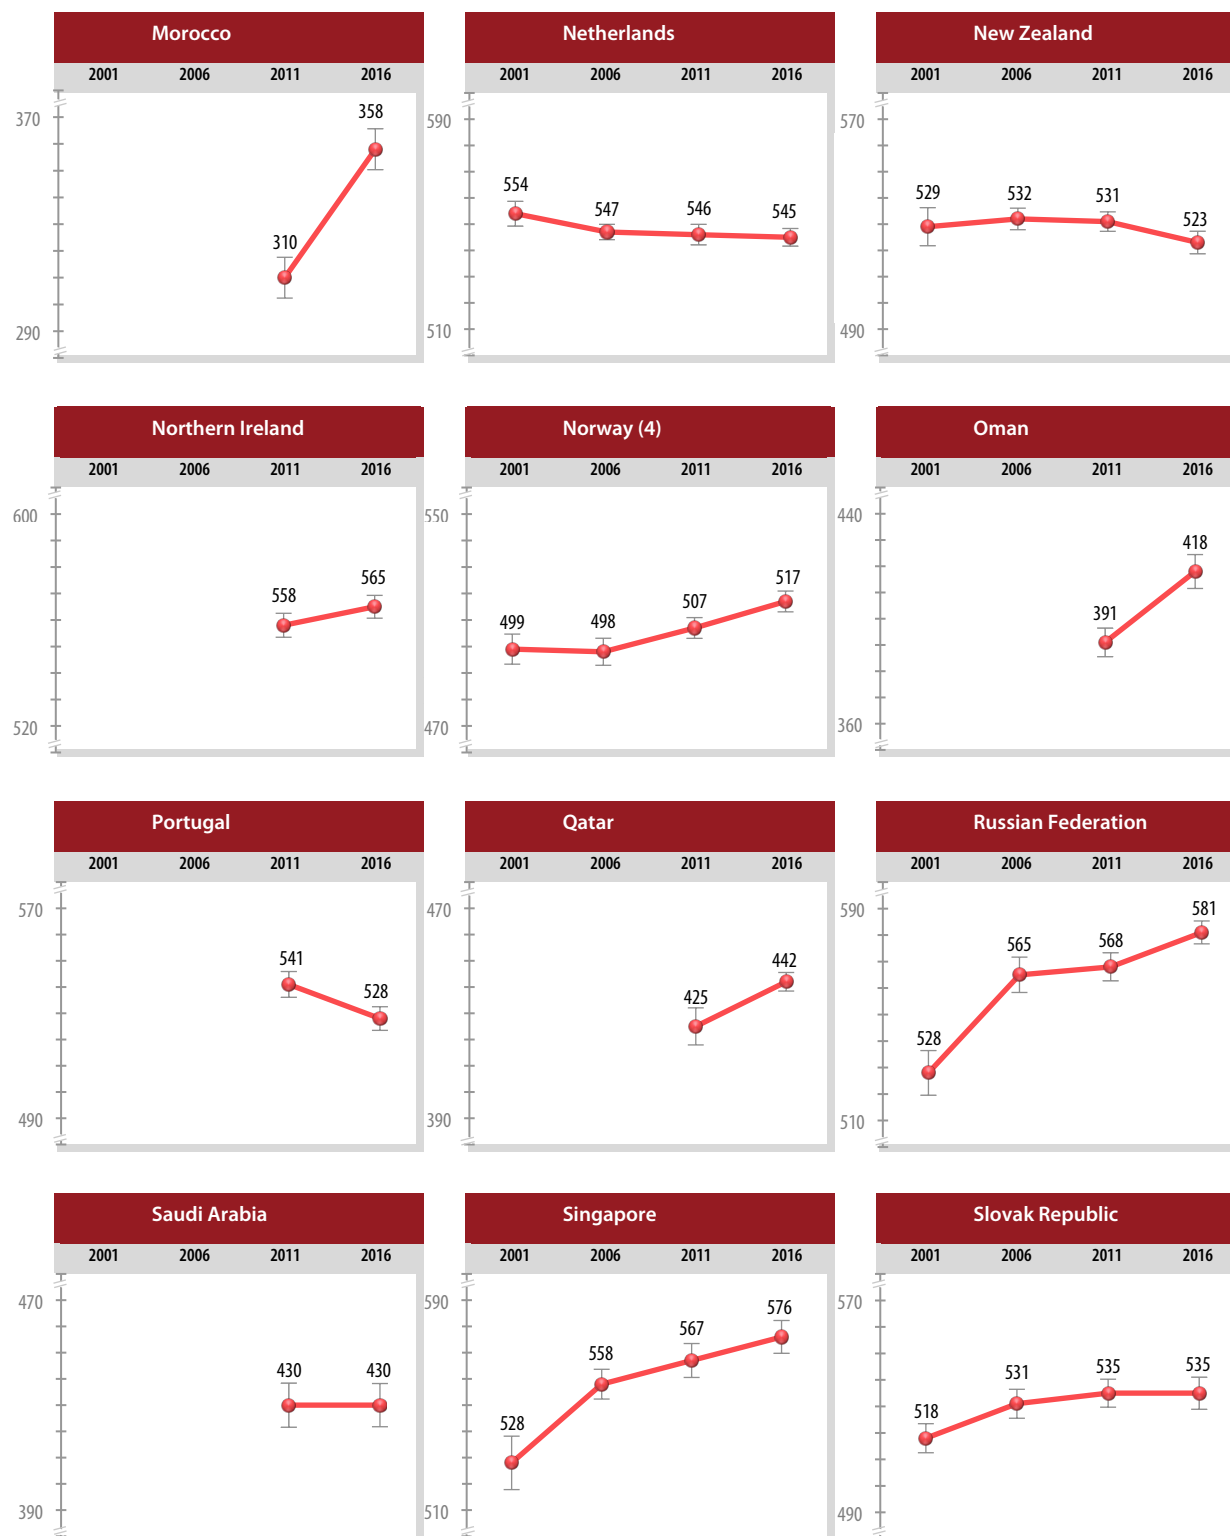 Morocco
2001 2006 2011 2016
370
290
310
358
Netherlands
2001 2006 2011 2016
590
510
554
547
546
545
New Zealand
2001 2006 2011 2016
570
490
529
532
531
523
Northern Ireland
2001 2006 2011 2016
600
520
558
565
Norway (4)
2001 2006 2011 2016
550
470
499
498
507
517
Oman
2001 2006 2011 2016
440
360
391
418
Portugal
2001 2006 2011 2016
570
490
541
528
Qatar
2001 2006 2011 2016
470
390
425
442
Russian Federation
2001 2006 2011 2016
590
510
528
565
568
581
Saudi Arabia
2001 2006 2011 2016
470
390
430
430
Singapore
2001 2006 2011 2016
590
510
528
558
567
576
Slovak Republic
2001 2006 2011 2016
570
490
518
531
535
535